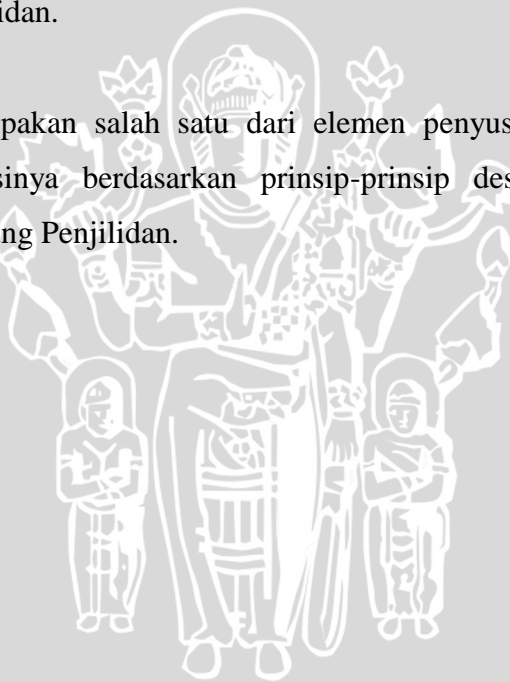 idan.
pakan salah satu dari elemen penyus
sinya berdasarkan prinsip-prinsip des
ng Penjilidan.